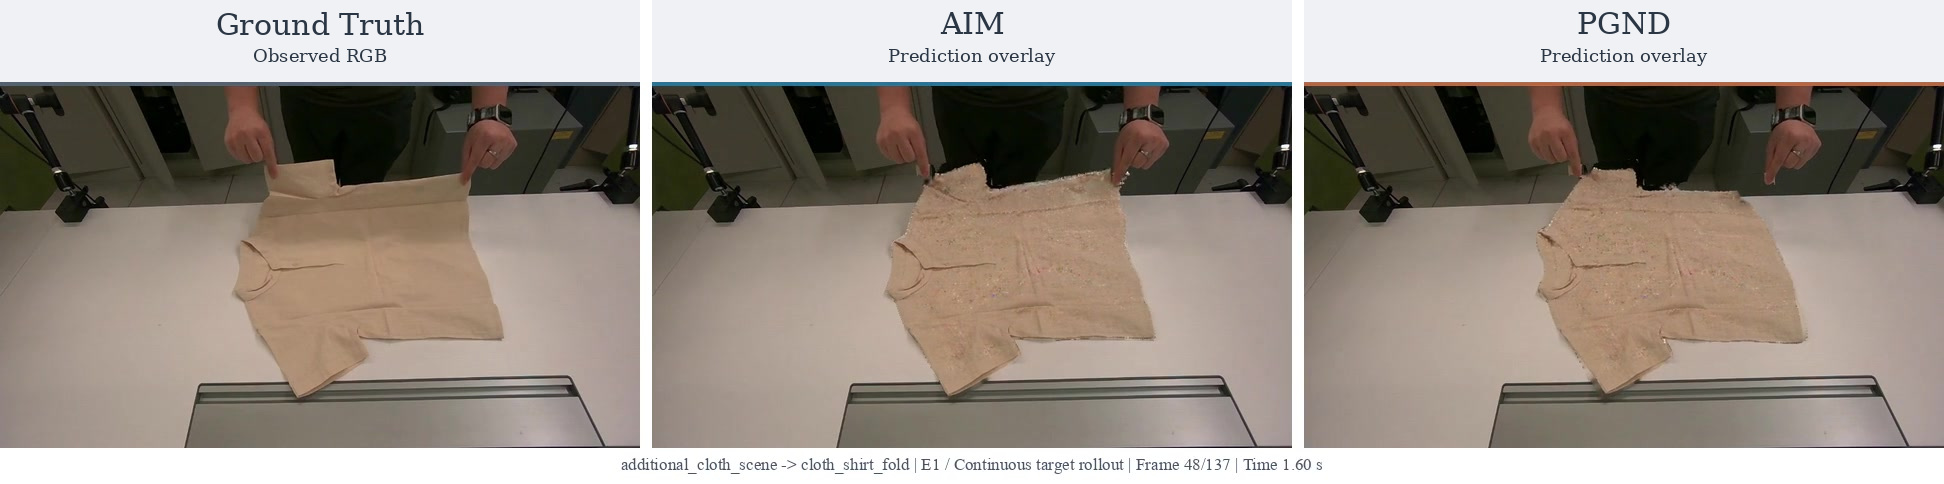 Ground Truth
Observed RGB
AIM
Prediction overlay
PGND
Prediction overlay
additional_cloth_scene -> cloth_shirt_fold | E1 / Continuous target rollout | Frame 48/137 | Time 1.60 s